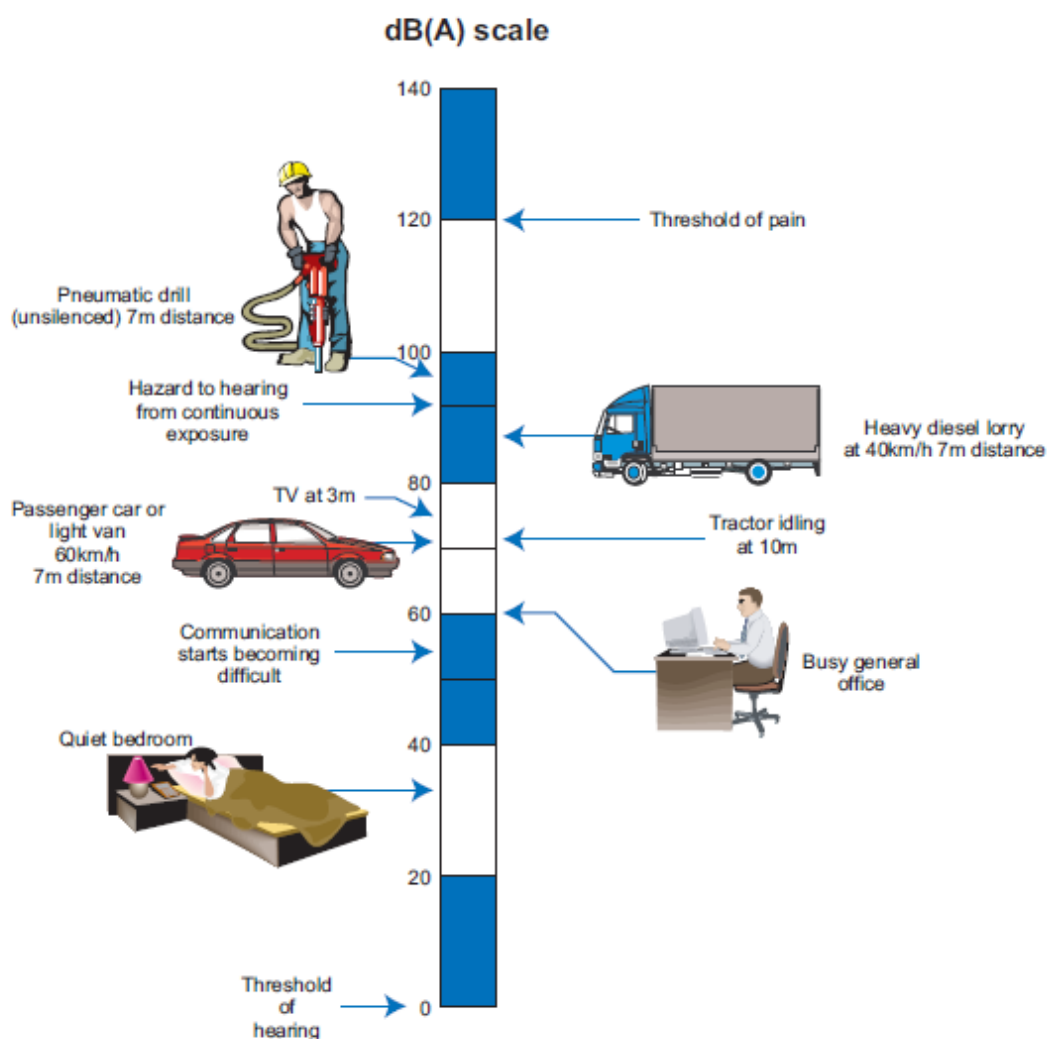 dB(A) scale
140
120
Threshold of pain
Pneumatic drill
(unsilenced) 7m distance
100
Hazard to hearing
from continuous
exposure
Heavy diesel lorry
at 40km/h 7m distance
80
TV at 3m
Passenger car or
light van
60km/h
7m distance
Tractor idling
at 10m
60
Communication
starts becoming
difficult
Busy general
office
Quiet bedroom
40
20
Threshold
of
hearing
0